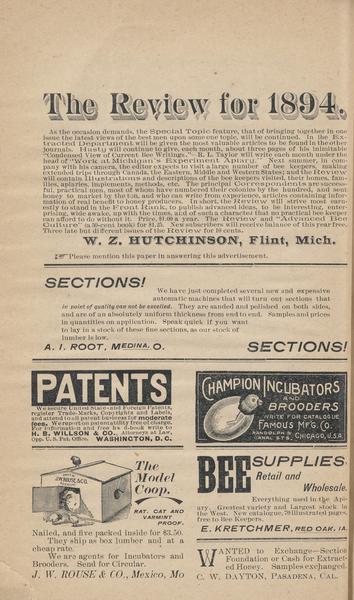 The Review for 1894.
As the occasion demands, the Special Topic feature, that of bringing together in one
issue the latest views of the best men upon some one topic, will be continued. In the Ex-
tracted Department will be given the most valuable articles to be found in the other
journals. Hasty will continue to give, each month, about three pages of his inimitable
"Condensed View of Current Bee Writings." R. L. Taylor will write each month under the
head of "Work at Michigan's Experiment Apiary." Next summer, in com-
pany with his camera, the editor expects to visit a large number of bee keepers, making
extended trips through Canada, the Eastern, Middle and Western States; and the Review
will contain Illustrations and descriptions of the bee keepers visited, their homes, fam-
ilies, apiaries, implements, methods, etc. The principal Correspondents are success-
ful, practical men, most of whom have numbered their colonies by the hundred, and sent
honey to market by the ton, and who can write from experience, articles containing infor-
mation of real benefit to honey producers. In short, the Review will strive most earn-
estly to stand in the Front Rank, to publish advanced ideas, to be interesting, enter-
prising, wide awake, up with the times, and of such a character that no practical bee keeper
can afford to do without it. Price, $1.00 a year. The Review and "Advanced Bee
Culture" (a 50-cent book) for $1.25. New subscribers will receive balance of this year free.
Three late but different issues of the Review for 10 cents.
W. Z. HUTCHINSON, Flint, Mich.
Please mention this paper in answering this advertisement.
SECTIONS!
We have just completed several new and expensive
automatic machines that will turn out sections that
in point of quality can not be excelled. They are sanded and polished on both sides,
and are of an absolutely uniform thickness from end to end. Samples and prices
in quantities on application. Speak quick if you want
to lay in a stock of these fine sections, as our stock of
lumber is low.
A. I. ROOT, MEDINA, O. SECTIONS!
PATENTS
We secure United States and Foreign Patents,
register Trade-Marks, Copyrights and Labels,
and attend to all patent business for moderate
fees. We report on patentability free of charge.
For information and free hand-book write to
H. B. WILLSON & CO., Attorneys at Law,
Opp. U. S. Pat. Office. WASHINGTON, D. C.
CHAMPION INCUBATORS
AND
BROODERS
WRITE FOR CATALOGUE
FAMOUS M'F'G. CO.
RANDOLPH &
CANAL STS. CHICAGO, U.S.A.
The
Model
Coop.
RAT, CAT AND
VARMINT
PROOF.
Nailed, and five packed inside for $3.50.
They ship as box lumber and at a
cheap rate.
We are agents for Incubators and
Brooders. Send for Circular.
J. W. ROUSE & CO., Mexico, Mo
BEE SUPPLIES
Retail and
Wholesale.
Everything used in the Api-
ary. Greatest variety and Largest stock in
the West. New catalogue, 70 illustrated pages,
free to Bee Keepers.
E. KRETCHMER, RED OAK, IA.
WANTED to Exchange—Section
Foundation or Cash for Extract-
ed Honey. Samples exchanged.
C. W. DAYTON, PASADENA, CAL.